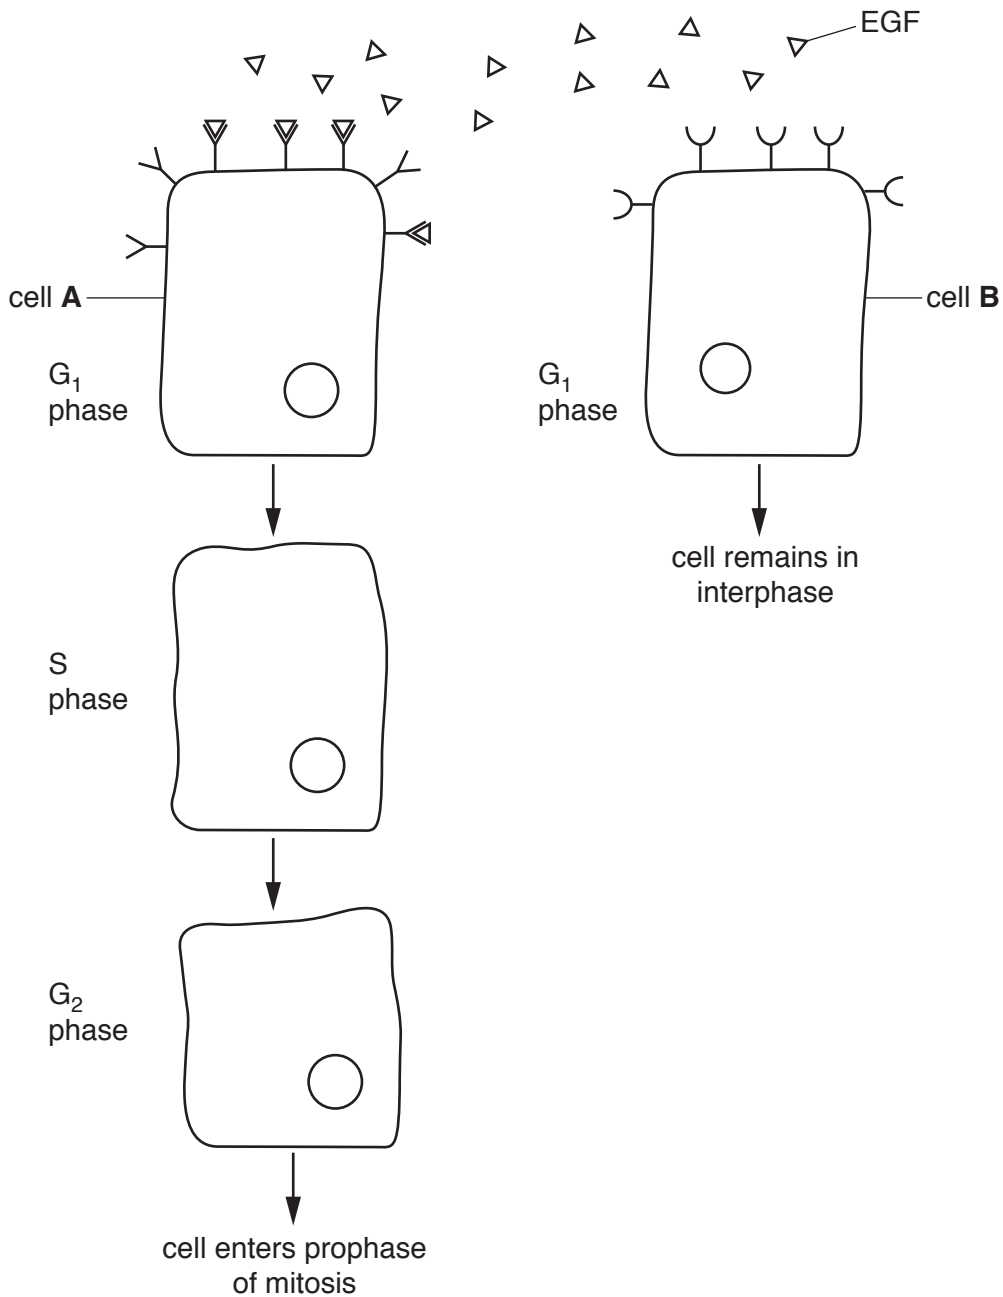 EGF
cell A
cell B
G1
phase
G1
phase
cell remains in
interphase
S
phase
G2
phase
cell enters prophase
of mitosis